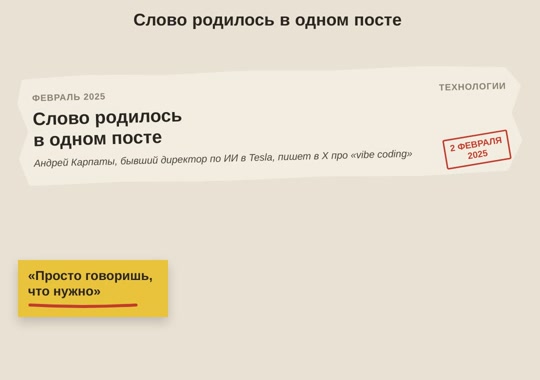 Слово родилось в одном посте
ФЕВРАЛЬ 2025
ТЕХНОЛОГИИ
Слово родилось
в одном посте
Андрей Карпаты, бывший директор по ИИ в Tesla, пишет в X про «vibe coding»
2 ФЕВРАЛЯ
2025
«Просто говоришь,
что нужно»